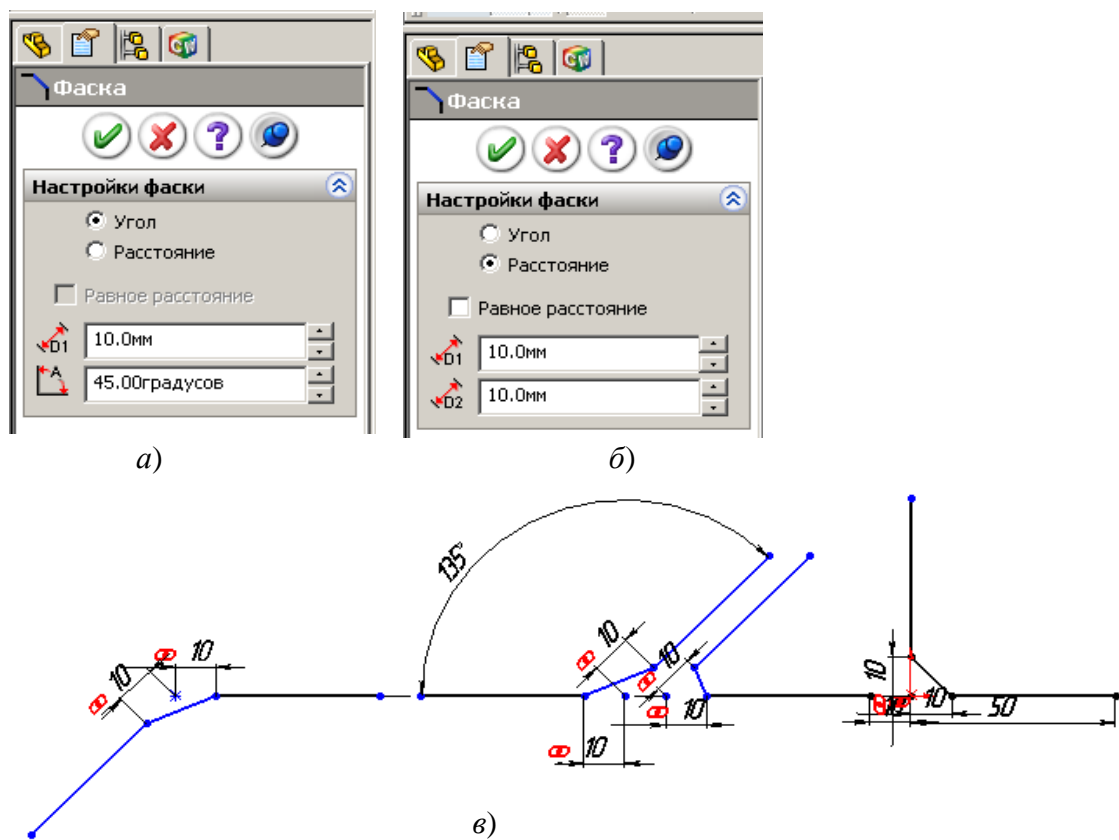 Фаска
Настройки фаски
Угол
Расстояние
Равное расстояние
D1 10.0мм
A 45.00градусов
а)
Фаска
Настройки фаски
Угол
Расстояние
Равное расстояние
D1 10.0мм
D2 10.0мм
б)
135°
10
10
10
10
10
10
10
10
50
в)